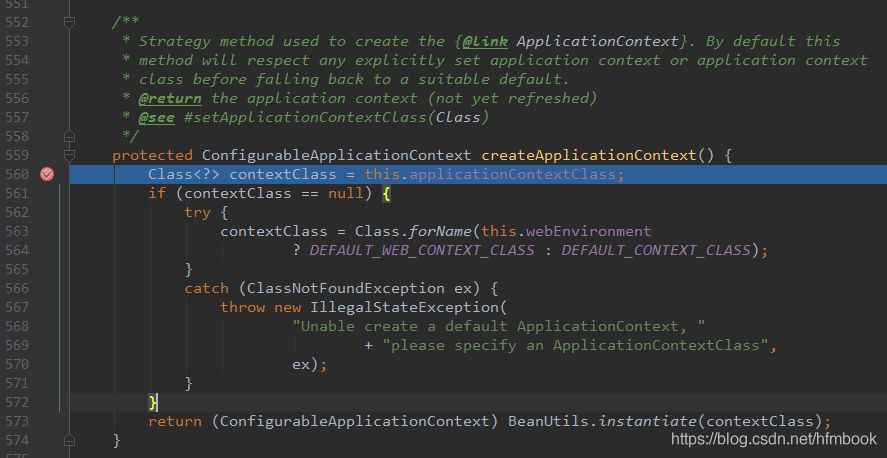 551
552 /**
553 * Strategy method used to create the {@link ApplicationContext}. By default this
554 * method will respect any explicitly set application context or application context
555 * class before falling back to a suitable default.
556 * @return the application context (not yet refreshed)
557 * @see #setApplicationContextClass(Class)
558 */
559 protected ConfigurableApplicationContext createApplicationContext() {
560 Class<?> contextClass = this.applicationContextClass;
561 if (contextClass == null) {
562 try {
563 contextClass = Class.forName(this.webEnvironment
564 ? DEFAULT_WEB_CONTEXT_CLASS : DEFAULT_CONTEXT_CLASS);
565 }
566 catch (ClassNotFoundException ex) {
567 throw new IllegalStateException(
568 "Unable create a default ApplicationContext, "
569 + "please specify an ApplicationContextClass",
570 ex);
571 }
572 }
573 return (ConfigurableApplicationContext) BeanUtils.instantiate(contextClass);
574 }
https://blog.csdn.net/hfmbook